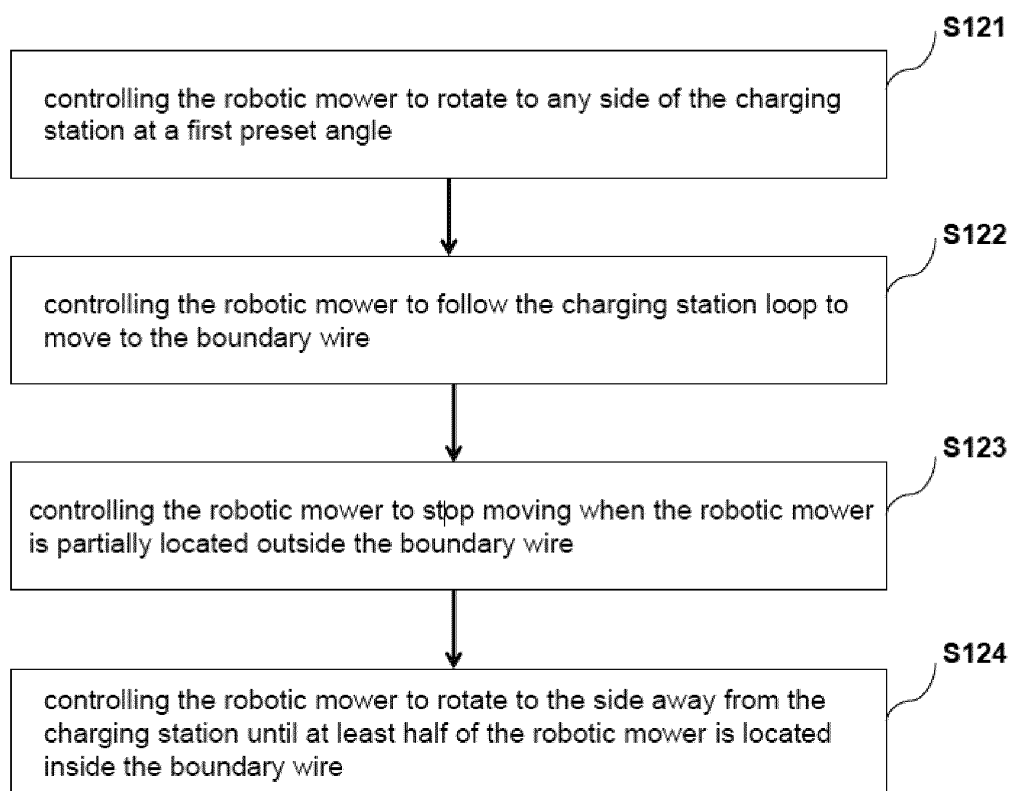 S121
controlling the robotic mower to rotate to any side of the charging
station at a first preset angle
S122
controlling the robotic mower to follow the charging station loop to
move to the boundary wire
S123
controlling the robotic mower to stop moving when the robotic mower
is partially located outside the boundary wire
S124
controlling the robotic mower to rotate to the side away from the
charging station until at least half of the robotic mower is located
inside the boundary wire